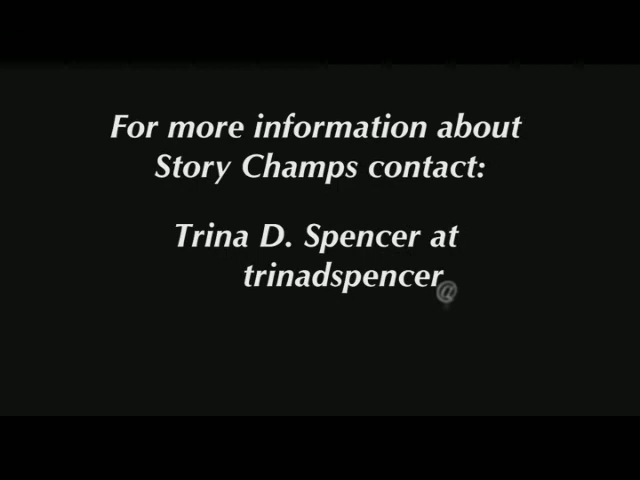 For more information about
Story Champs contact:
Trina D. Spencer at
trinadspencer@